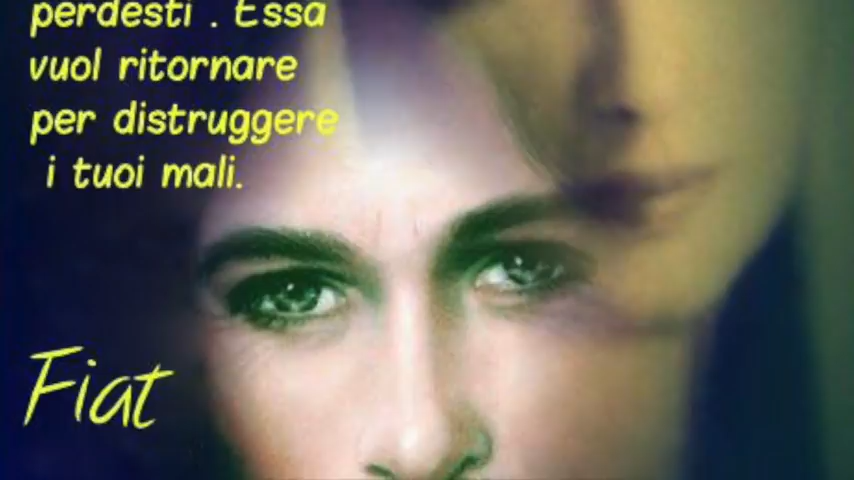 perdesti . Essa
vuol ritornare
per distruggere
i tuoi mali.
Fiat